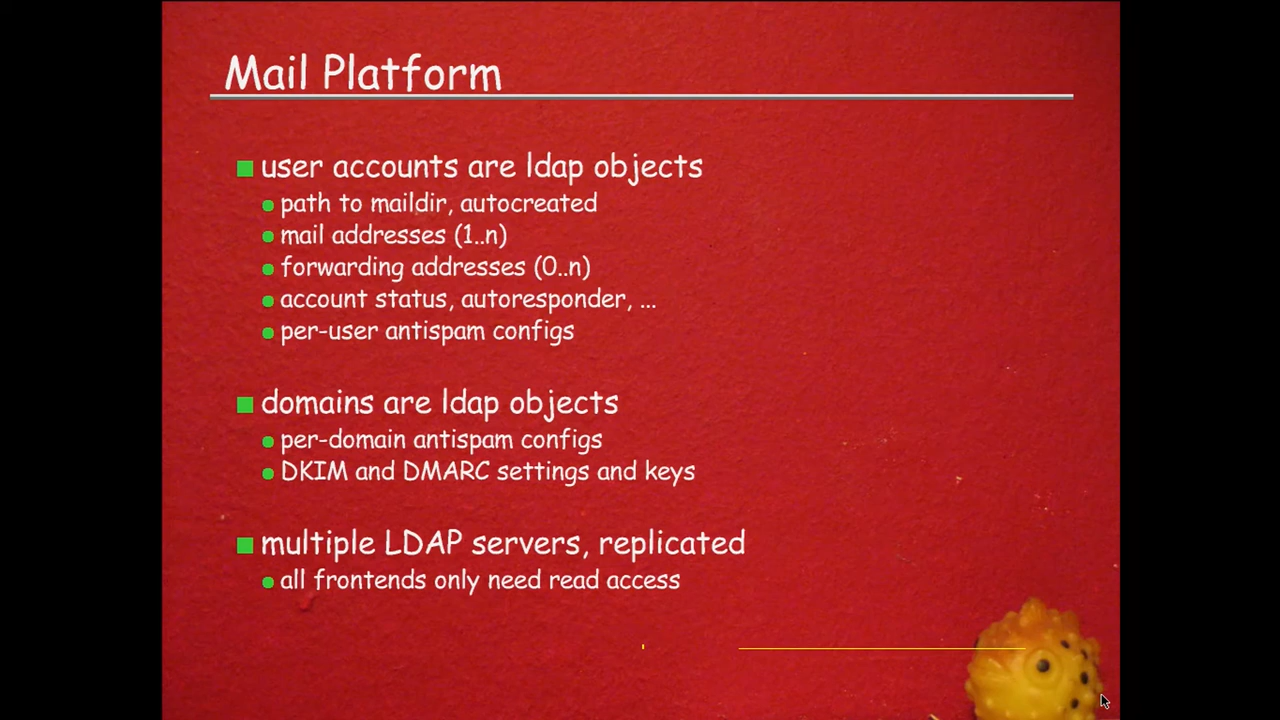 Mail Platform
user accounts are ldap objects
path to maildir, autocreated
mail addresses (1..n)
forwarding addresses (0..n)
account status, autoresponder, ...
per-user antispam configs
domains are ldap objects
per-domain antispam configs
DKIM and DMARC settings and keys
multiple LDAP servers, replicated
all frontends only need read access